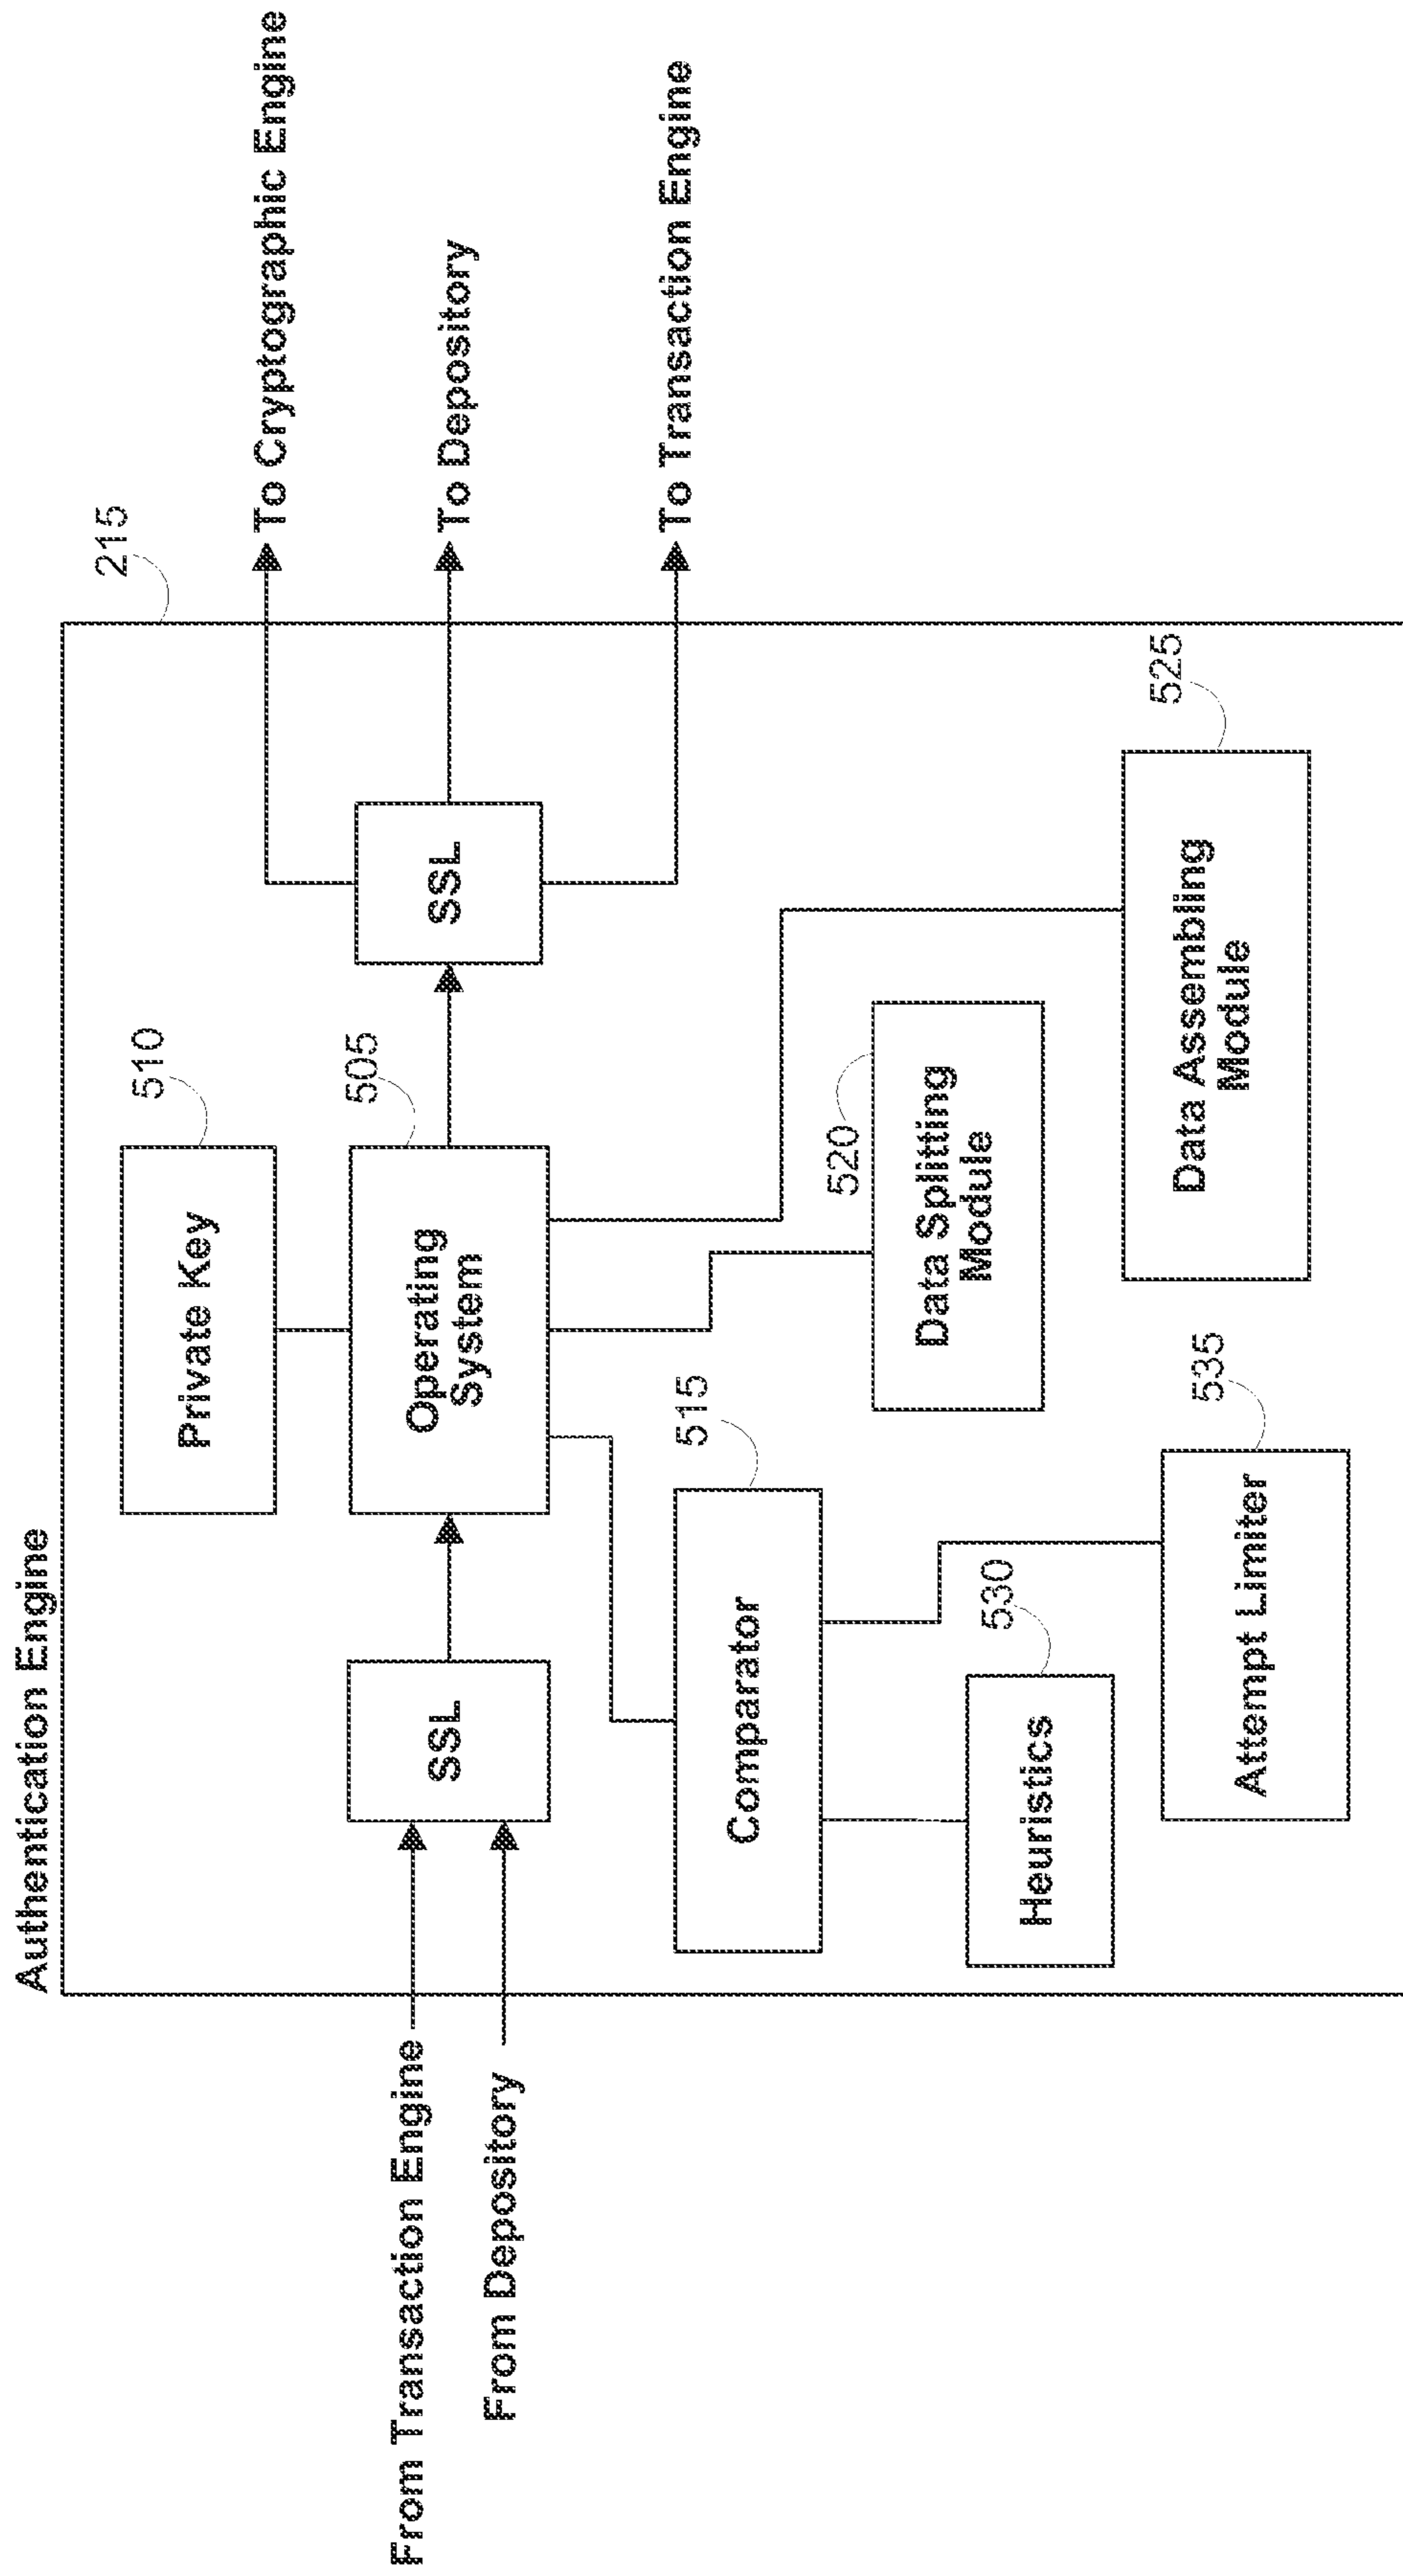 Authentication Engine
215
To Cryptographic Engine
To Depository
To Transaction Engine
510
Private Key
505
From Transaction Engine
From Depository
SSL
Operating
System
SSL
515
Comparator
520
Data Splitting
Module
525
530
Heuristics
535
Attempt Limiter
Data Assembling
Module